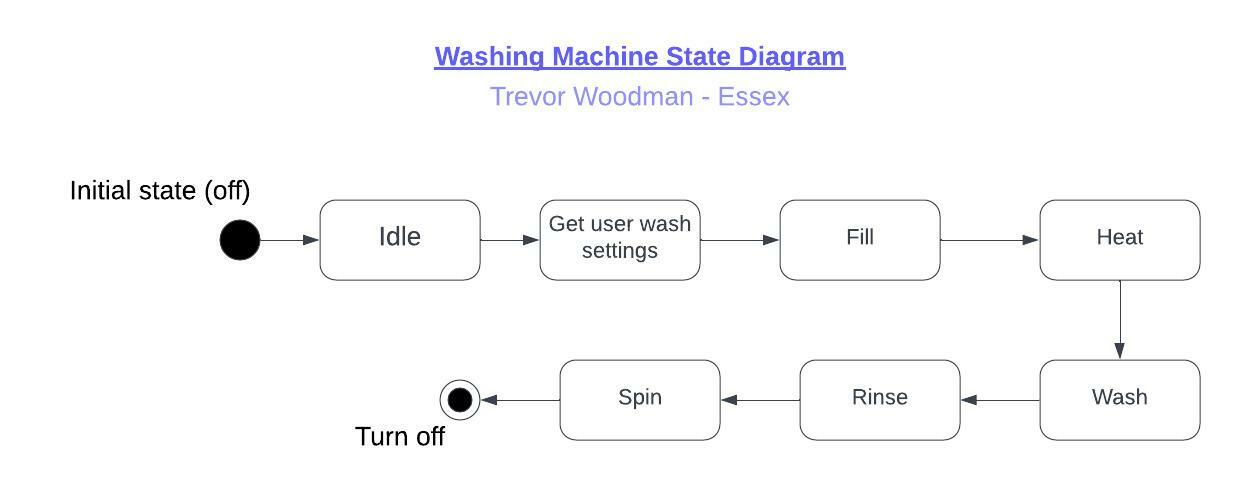 Washing Machine State Diagram
Trevor Woodman - Essex
Initial state (off)
Idle
Get user wash
settings
Fill
Heat
Wash
Rinse
Spin
Turn off